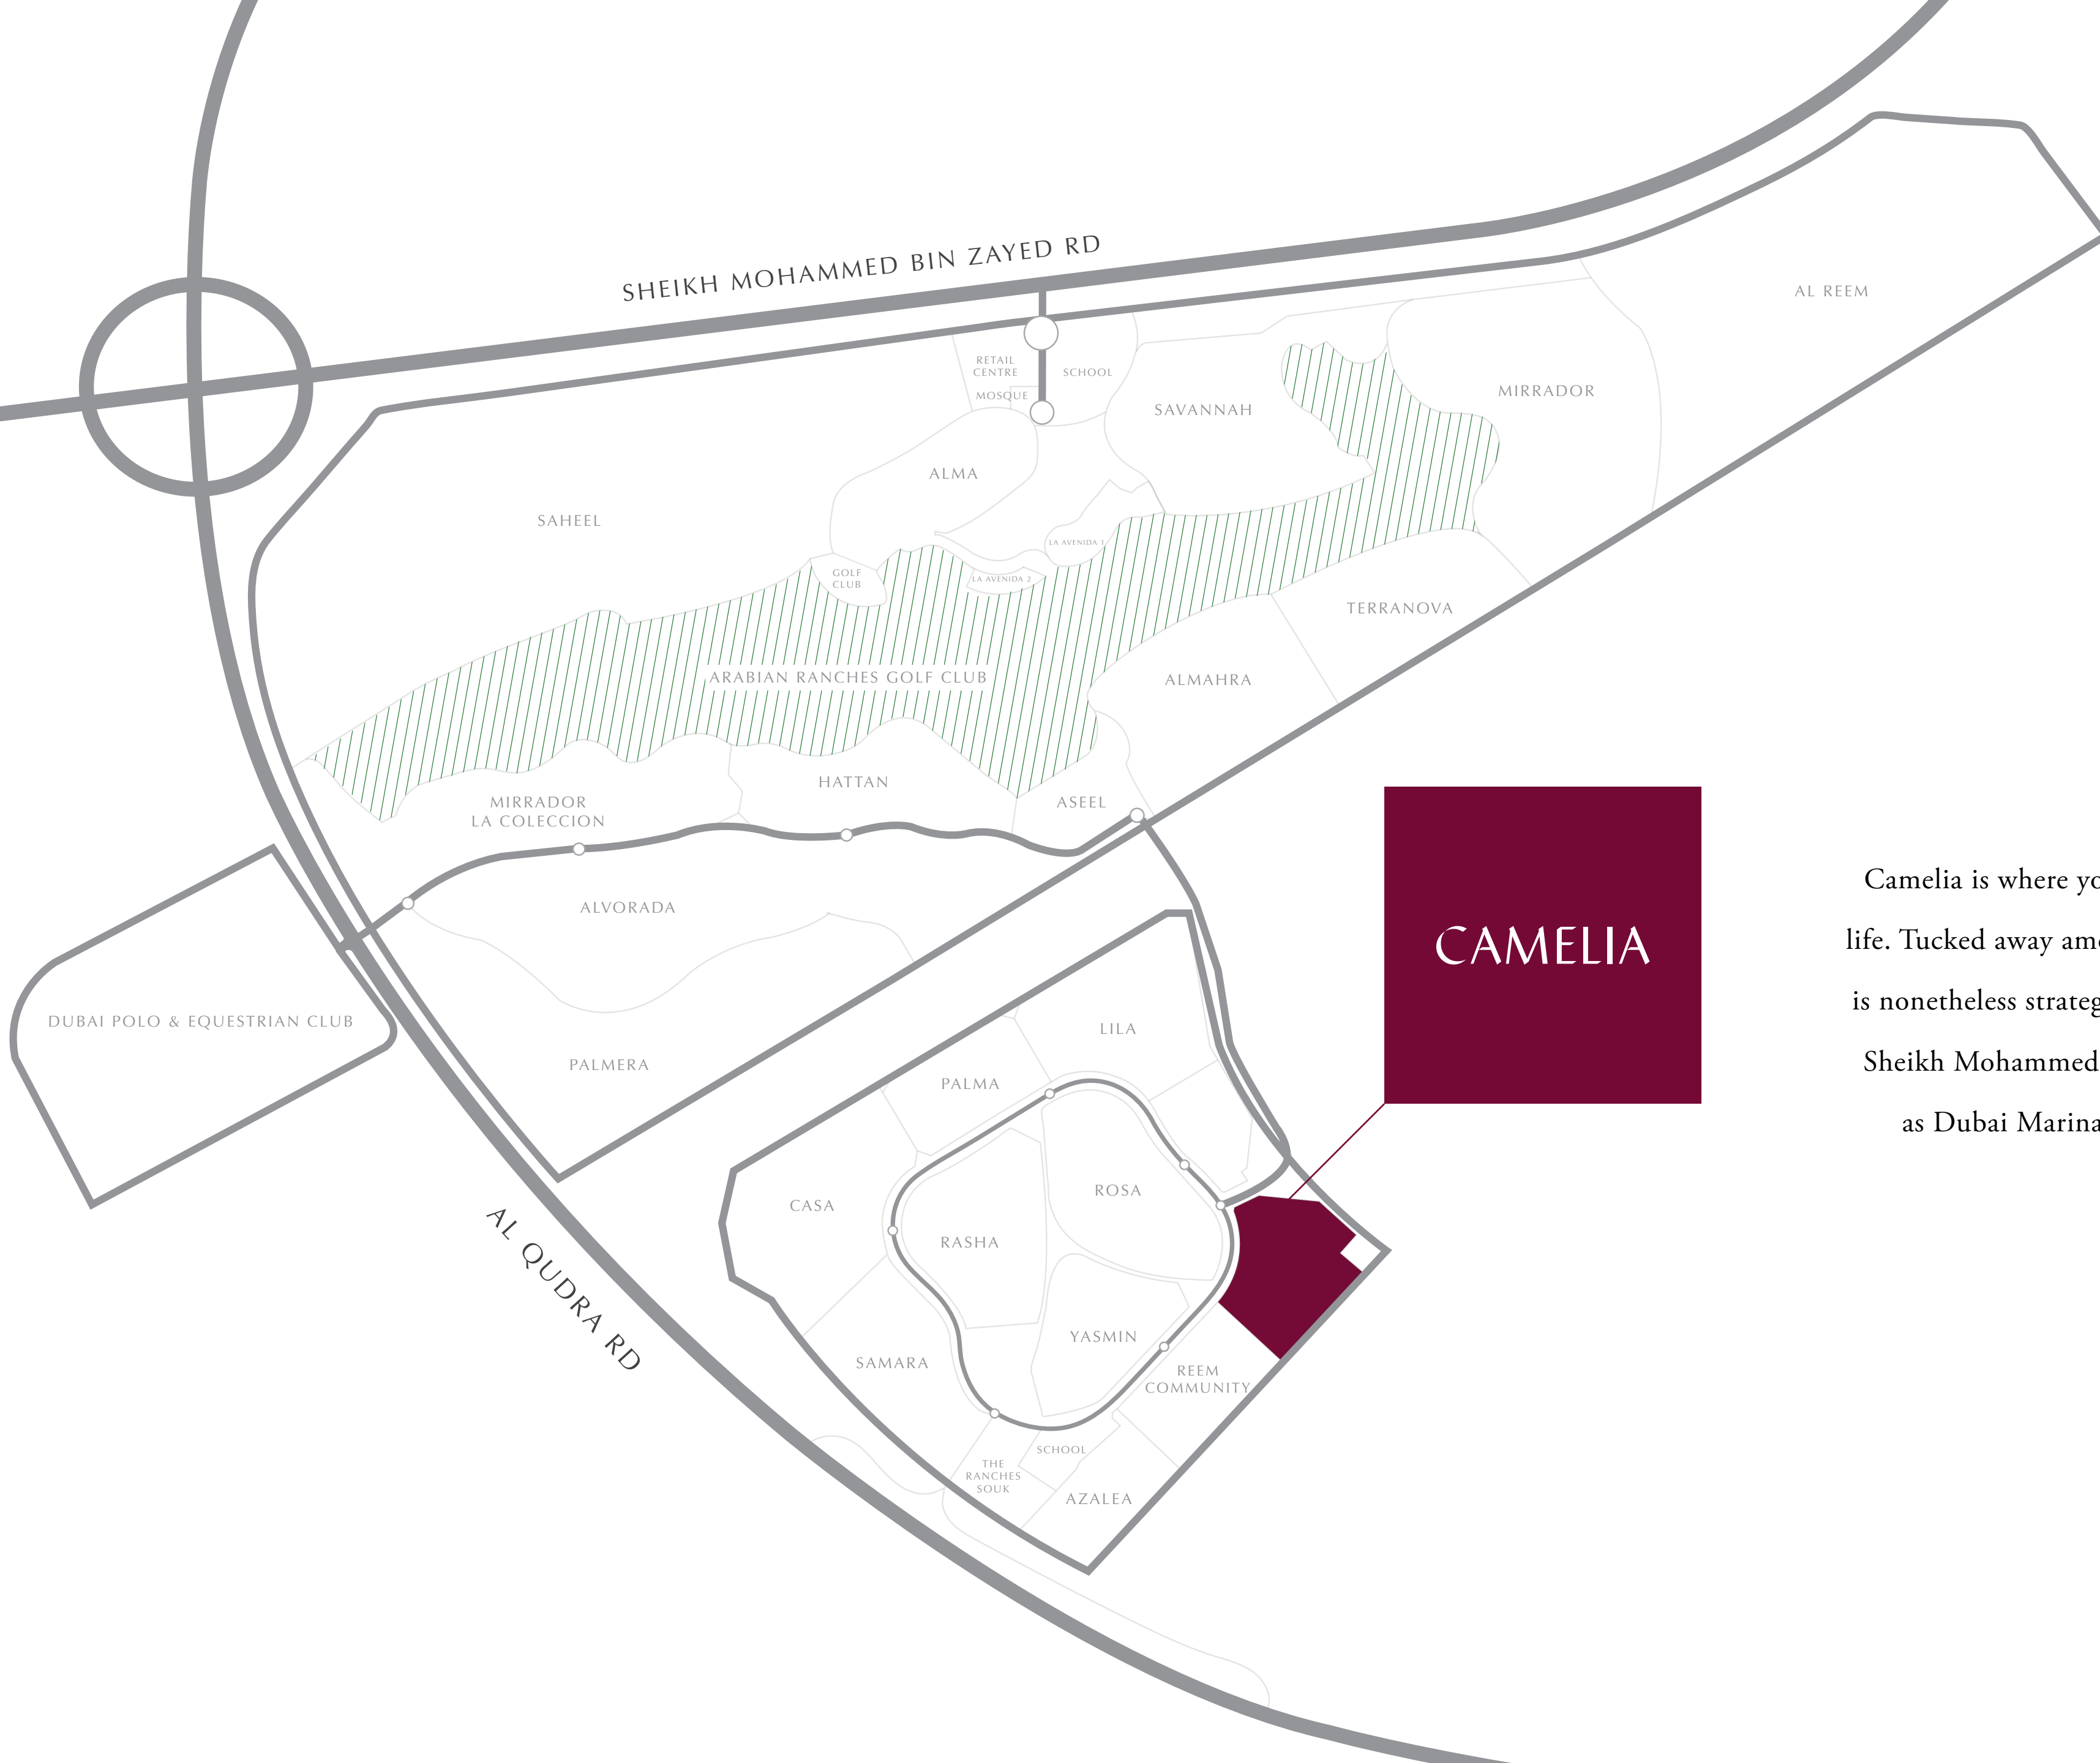 SHEIKH MOHAMMED BIN ZAYED RD
AL REEM
RETAIL
CENTRE
SCHOOL
MOSQUE
MIRRADOR
SAVANNAH
ALMA
SAHEEL
LA AVENIDA 1
GOLF
CLUB
LA AVENIDA 2
TERRANOVA
ARABIAN RANCHES GOLF CLUB
ALMAHRA
HATTAN
MIRRADOR
LA COLECCION
ASEEL
ALVORADA
DUBAI POLO & EQUESTRIAN CLUB
PALMERA
LILA
PALMA
CASA
ROSA
RASHA
YASMIN
SAMARA
REEM
COMMUNITY
SCHOOL
THE
RANCHES
SOUK
AZALEA
AL QUDRA RD
CAMELIA
Camelia is where
life. Tucked away
is nonetheless
Sheikh Mohammed
as Dubai Marina